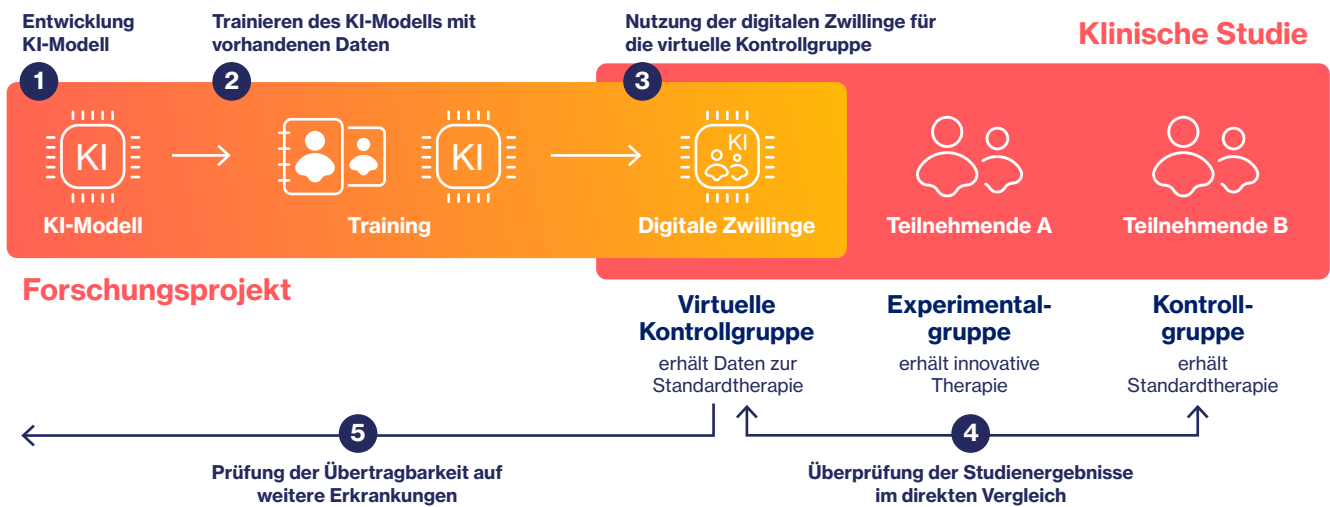 Entwicklung
KI-Modell
1
Trainieren des KI-Modells mit
vorhandenen Daten
2
Nutzung der digitalen Zwillinge für
die virtuelle Kontrollgruppe
3
Klinische Studie
KI
KI
KI
KI-Modell
Training
Digitale Zwillinge
Teilnehmende A
Teilnehmende B
Forschungsprojekt
Virtuelle
Kontrollgruppe
erhält Daten zur
Standardtherapie
Experimental-
gruppe
erhält innovative
Therapie
Kontroll-
gruppe
erhält
Standardtherapie
5
Prüfung der Übertragbarkeit auf
weitere Erkrankungen
4
Überprüfung der Studienergebnisse
im direkten Vergleich